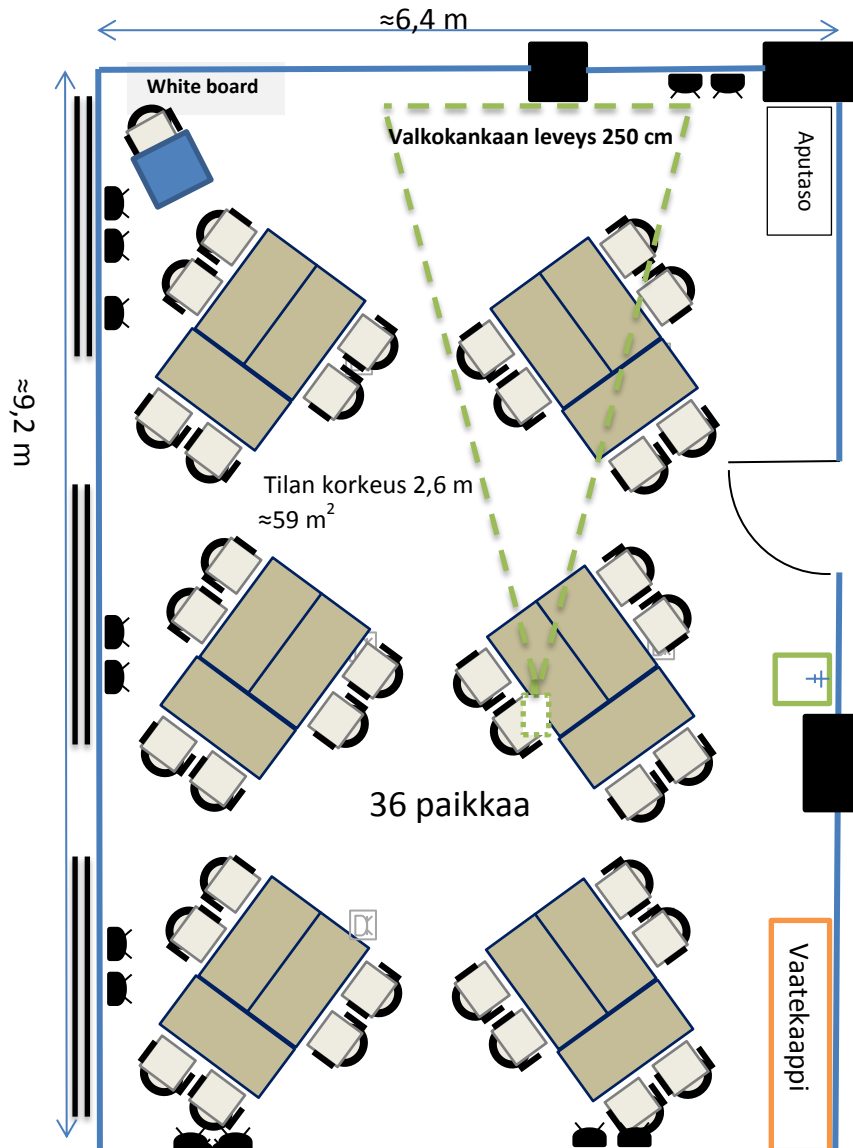 ≈6,4 m
White board
Valkokankaan leveys 250 cm
Aputaso
≈9,2 m
Tilan korkeus 2,6 m
≈59 m²
36 paikkaa
Vaatekaappi